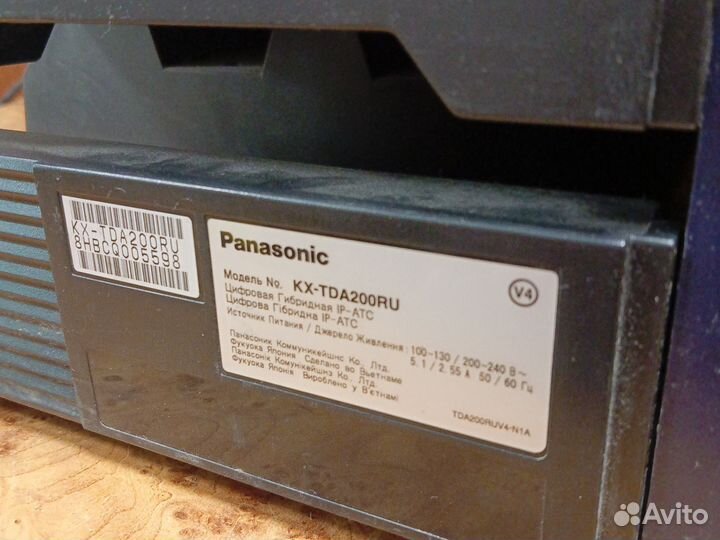 KX-TDA200RU
8HBCQ005598
Panasonic
Модель No. KX-TDA200RU
V4
Цифровая Гибридная IP-АТС
Цифрова Гібридна IP-АТС
Источник Питания / Джерело Живлення : 100-130 / 200-240 В ~
5.1 / 2.55 А 50 / 60 Гц
Панасоник Коммуникейшнс Ко., Лтд.
Фукуока Япония Сделано во Вьетнаме
Панасонік Комунікейшнз Ко., Лтд.
Фукуока Японія Вироблено у В'єтнамі
TDA200RUV4-N1A
Avito